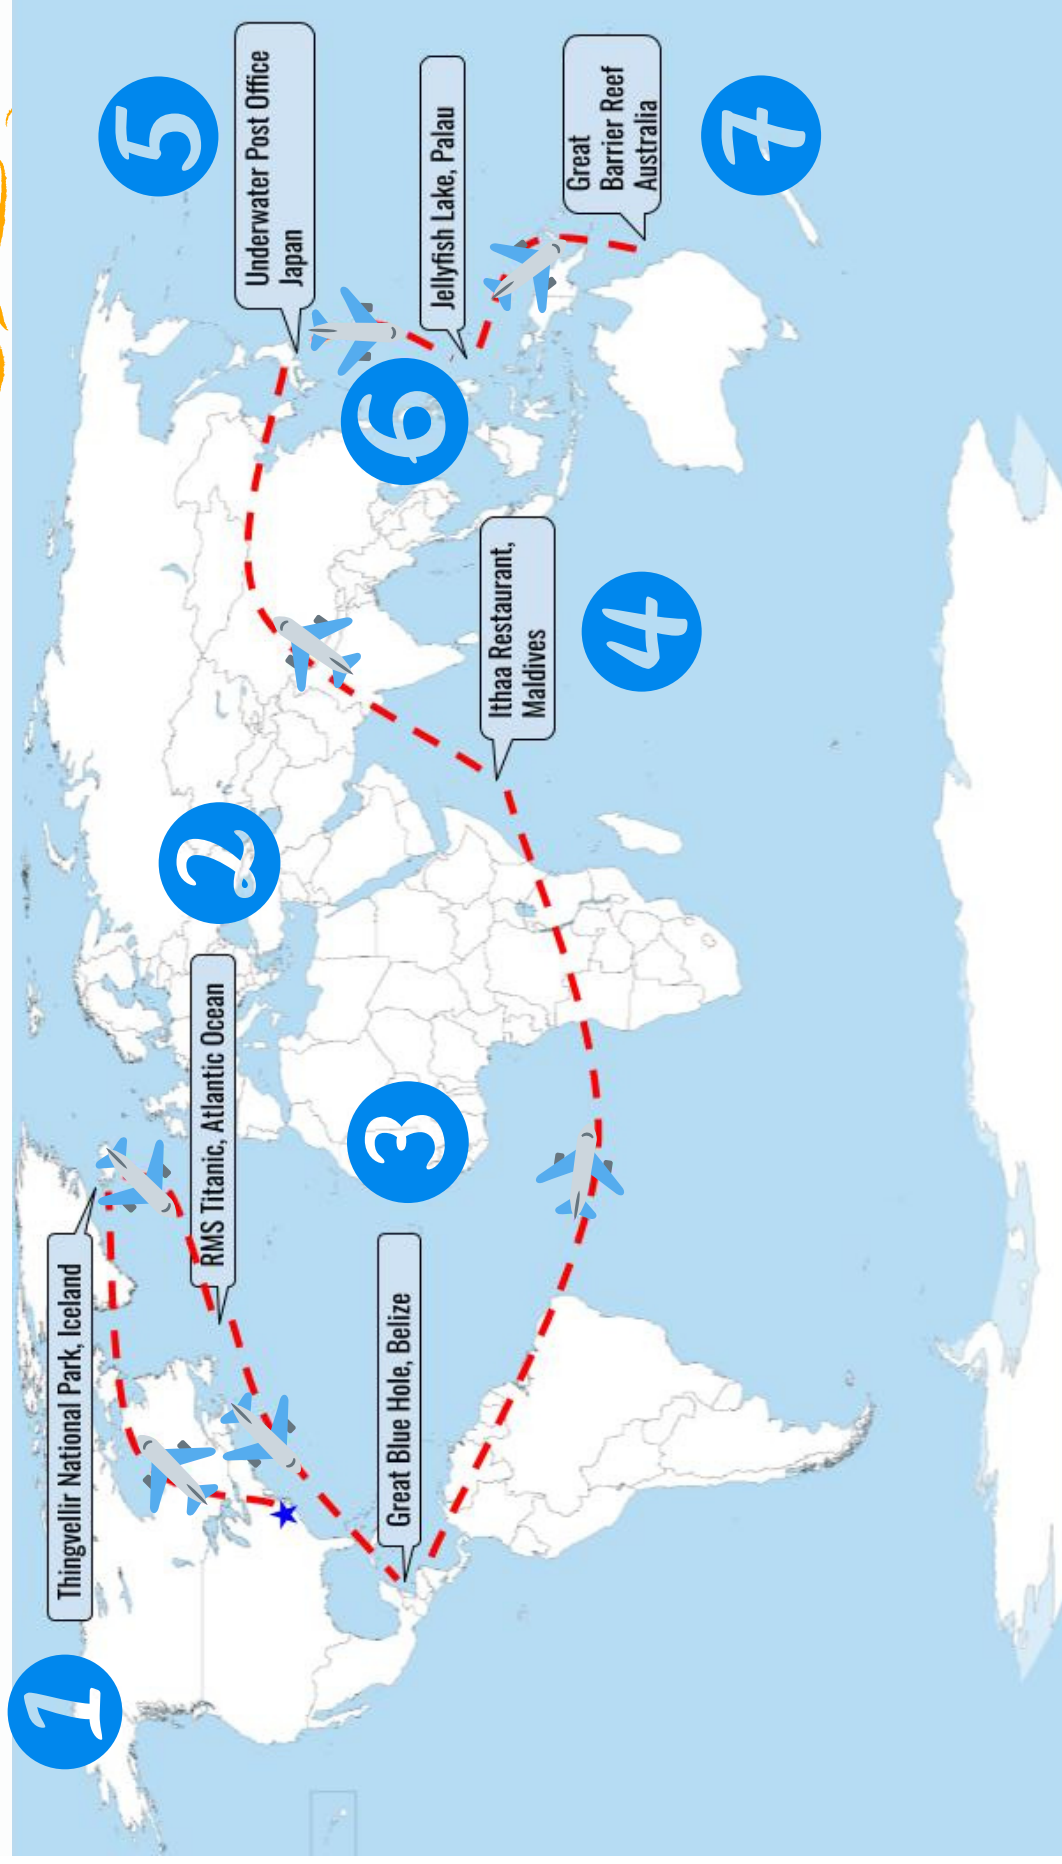 1
Thingvellir National Park, Iceland
2
RMS Titanic, Atlantic Ocean
3
Great Blue Hole, Belize
4
Ithaa Restaurant,
Maldives
5
Underwater Post Office
Japan
6
Jellyfish Lake, Palau
7
Great
Barrier Reef
Australia